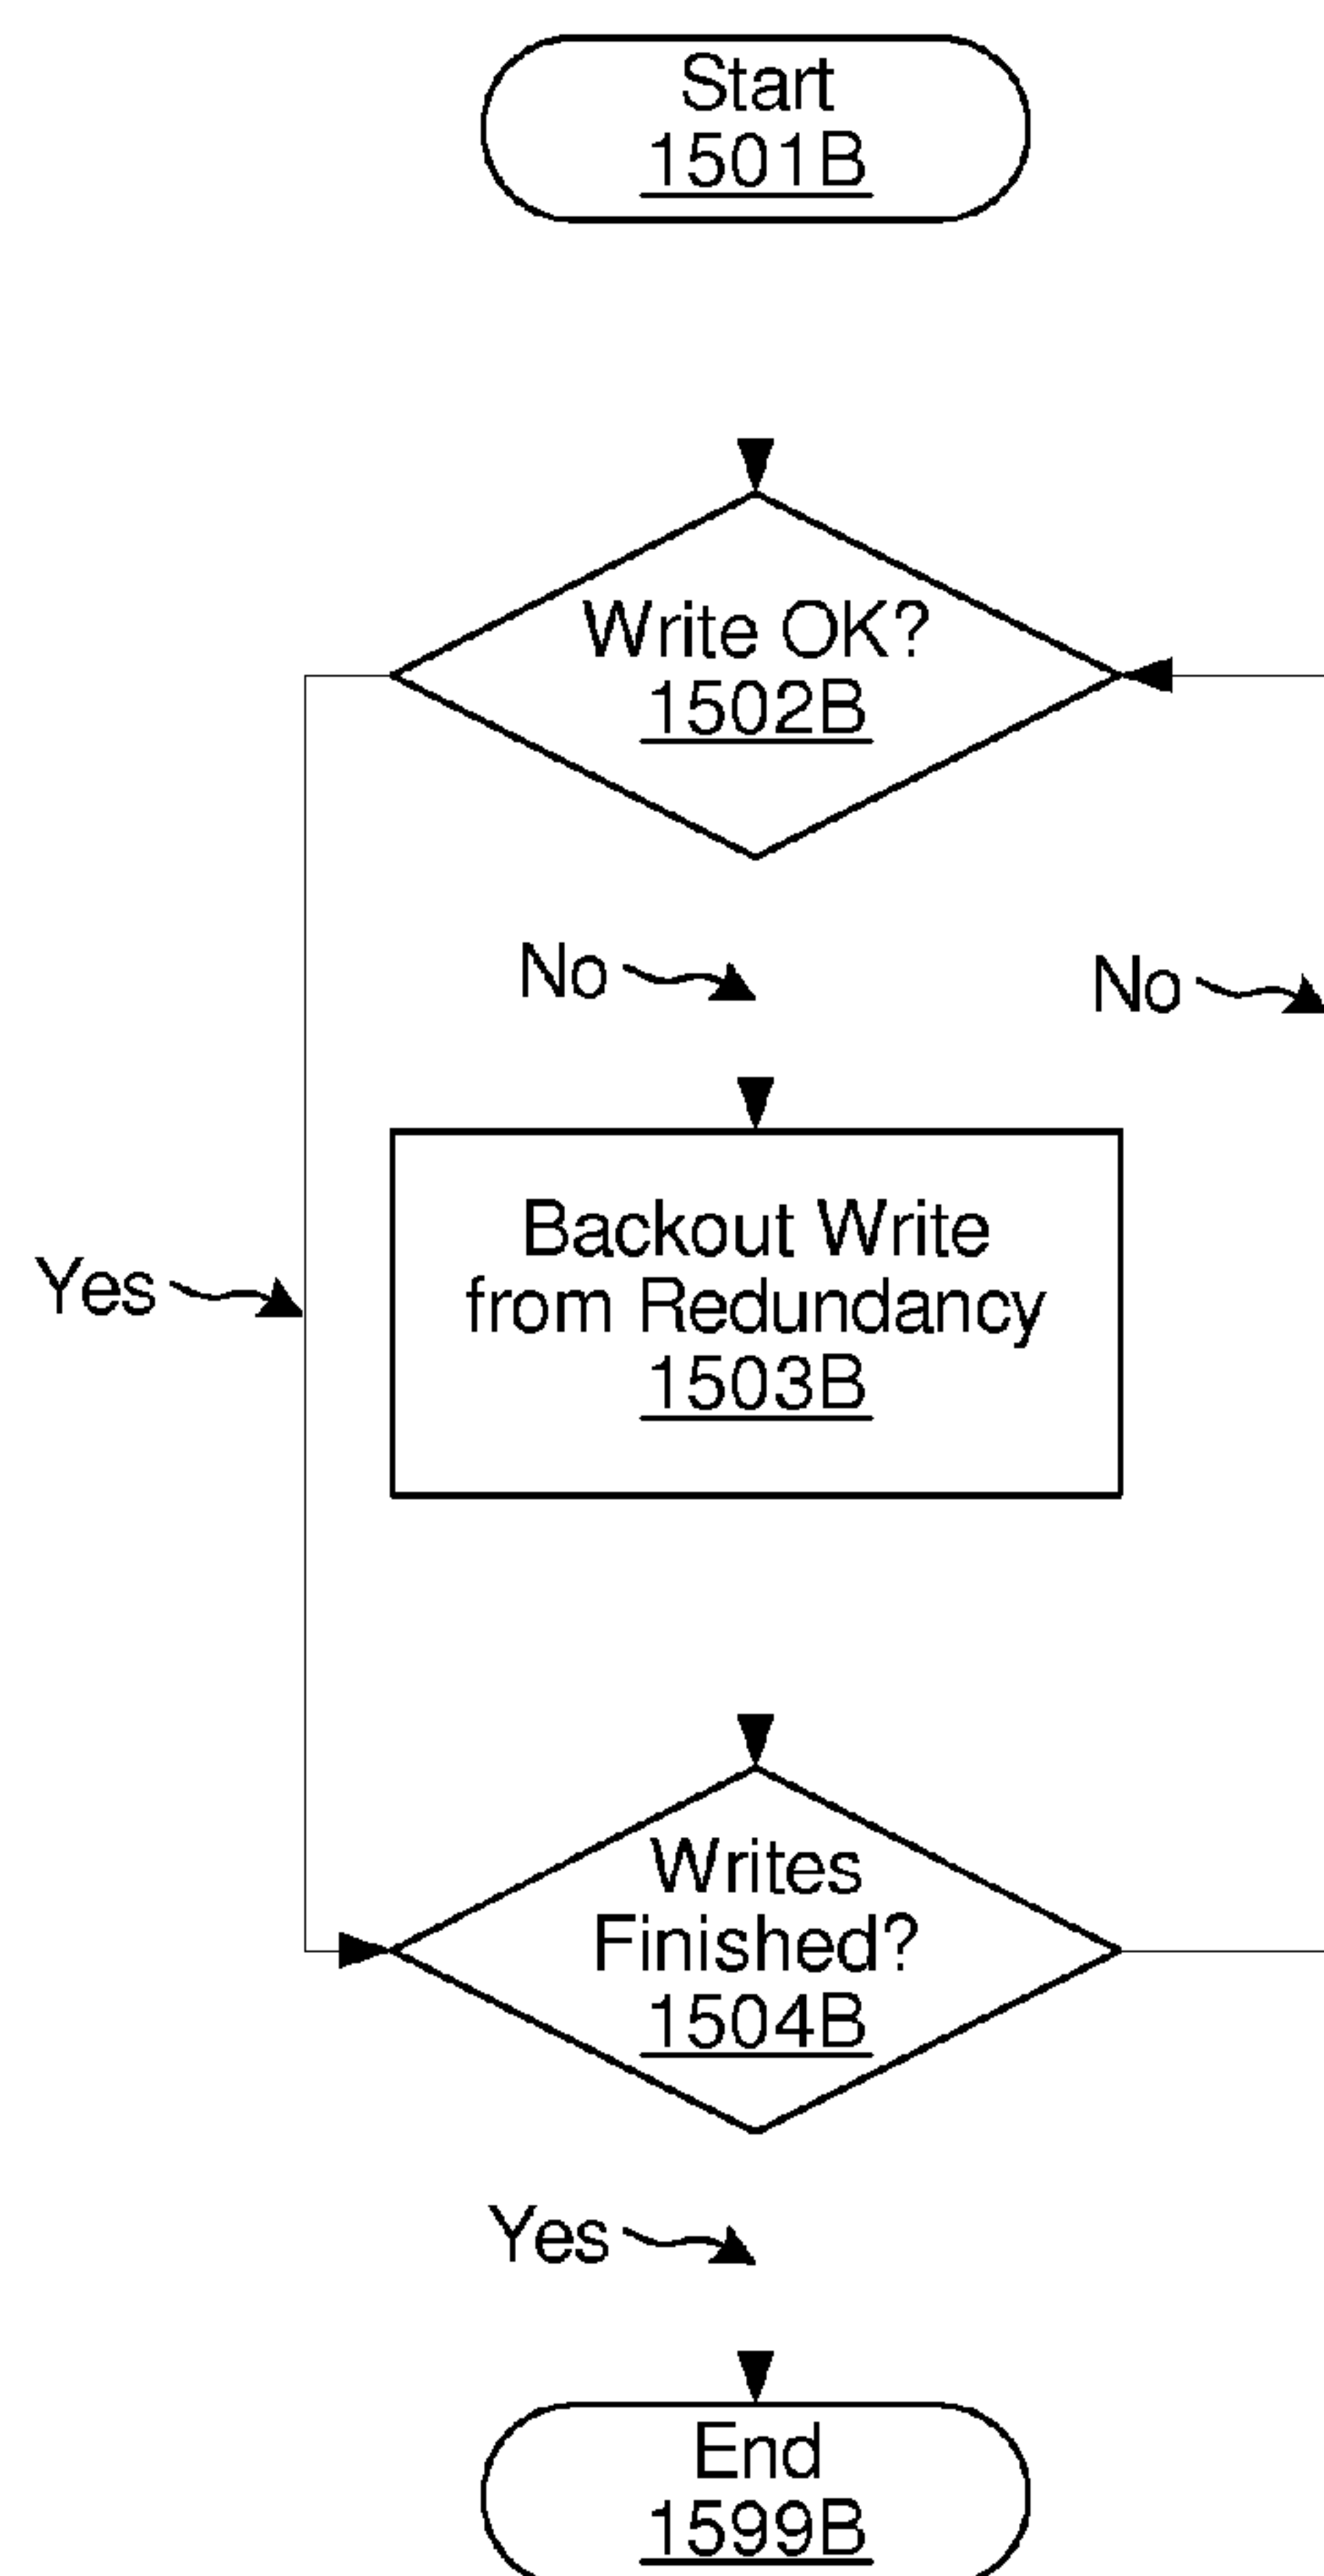 Start
1501B
Write OK?
1502B
No
No
Backout Write
from Redundancy
1503B
Yes
Writes
Finished?
1504B
Yes
End
1599B